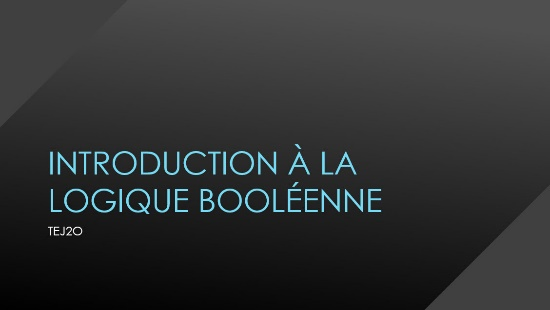 INTRODUCTION À LA
LOGIQUE BOOLÉENNE
TEJ2O